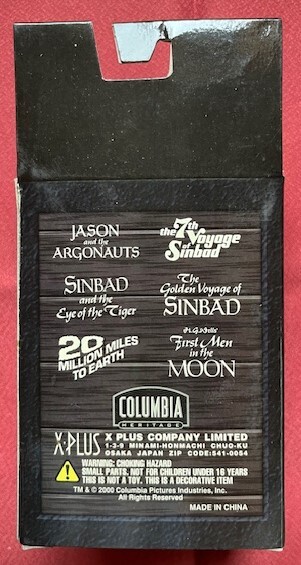 JASON
and the
ARGONAUTS
the 7th
Voyage
of
Sinbad
SINBAD
and the
Eye of the Tiger
The
Golden Voyage of
SINBAD
20
MILLION MILES
TO EARTH
H.G. Wells'
First Men
in the
MOON
COLUMBIA
HERITAGE
X·PLUS
X PLUS COMPANY LIMITED
1-3-9 MINAMI-HONMACHI CHUO-KU
OSAKA JAPAN ZIP CODE:541-0054
WARNING: CHOKING HAZARD
SMALL PARTS. NOT FOR CHILDREN UNDER 16 YEARS
THIS IS NOT A TOY. THIS IS A DECORATIVE ITEM
TM & © 2000 Columbia Pictures Industries, Inc.
All Rights Reserved
MADE IN CHINA